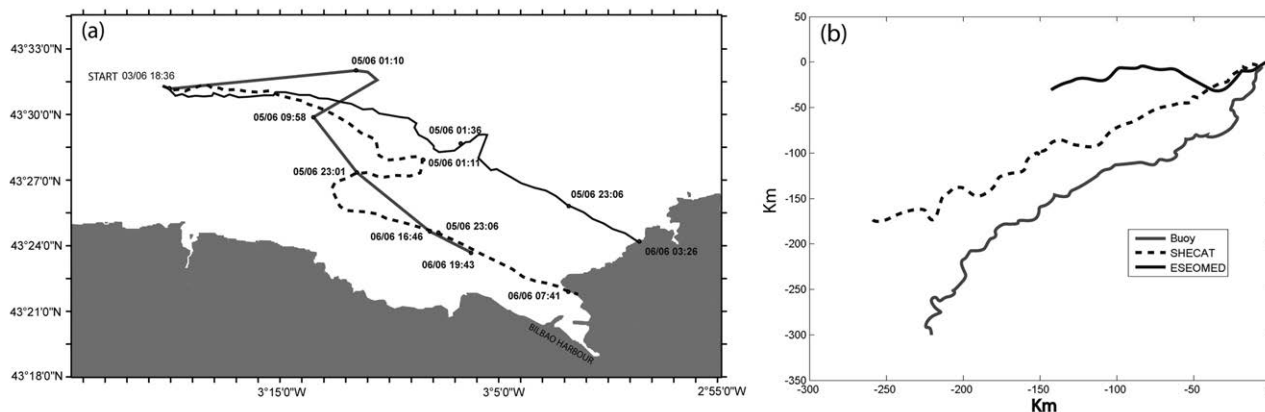 (a)
43°33'0"N
43°30'0"N
43°27'0"N
43°24'0"N
43°21'0"N
43°18'0"N
START 03/06 18:36
05/06 01:10
05/06 09:58
05/06 01:36
05/06 01:11
05/06 23:01
05/06 23:06
05/06 23:06
06/06 16:46
06/06 19:43
06/06 03:26
06/06 07:41
BILBAO HARBOUR
3°15'0"W
3°5'0"W
2°55'0"W
(b)
50
0
-50
-100
-150
-200
-250
-300
-350
Km
Buoy
SHECAT
ESEOMED
-300
-250
-200
-150
-100
-50
0
Km